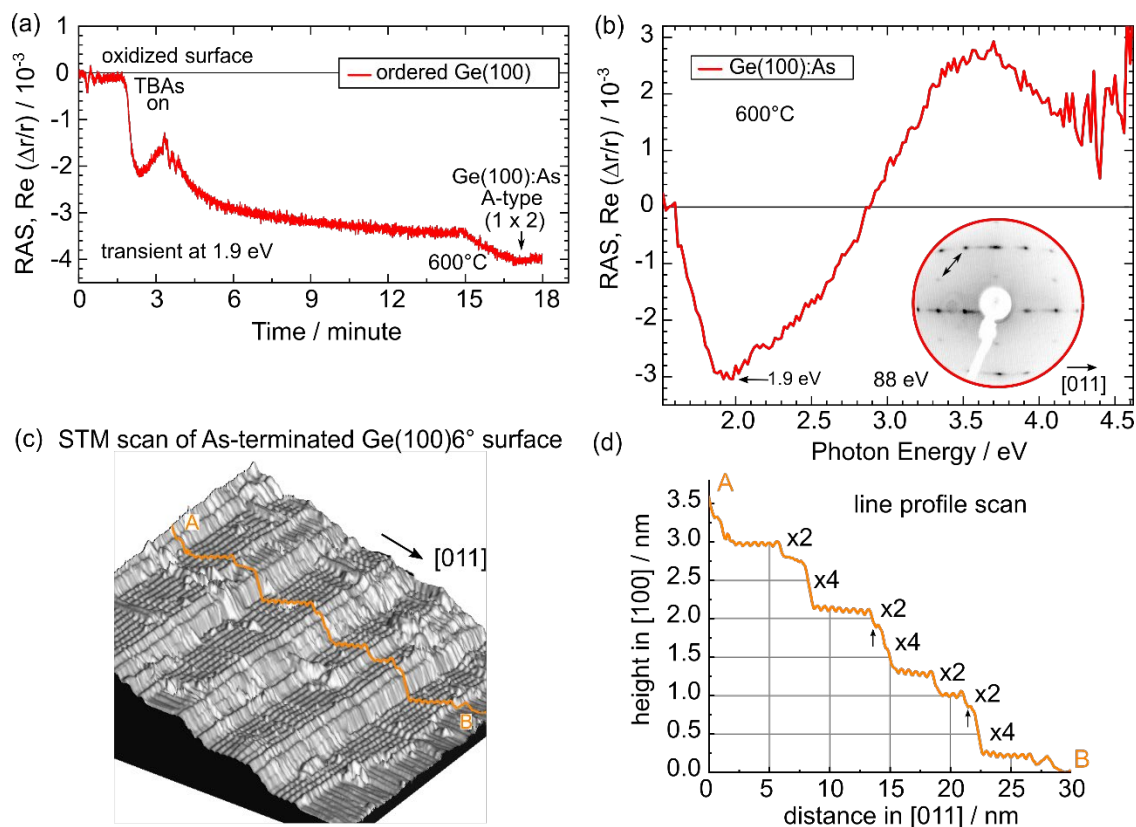 (a)
RAS, Re (Δr/r) / 10⁻³
1
0
-1
-2
-3
-4
oxidized surface
TBAs
on
ordered Ge(100)
Ge(100):As
A-type
(1 x 2)
600°C
transient at 1.9 eV
0 3 6 9 12 15 18
Time / minute
(b)
RAS, Re (Δr/r) / 10⁻³
3
2
1
0
-1
-2
-3
Ge(100):As
600°C
1.9 eV
88 eV
[011]
2.0 2.5 3.0 3.5 4.0 4.5
Photon Energy / eV
(c) STM scan of As-terminated Ge(100)6° surface
A
[011]
B
(d)
A
line profile scan
height in [100] / nm
3.5
3.0
2.5
2.0
1.5
1.0
0.5
0.0
x2
x4
x2
x4
x2
x2
x4
B
0 5 10 15 20 25 30
distance in [011] / nm